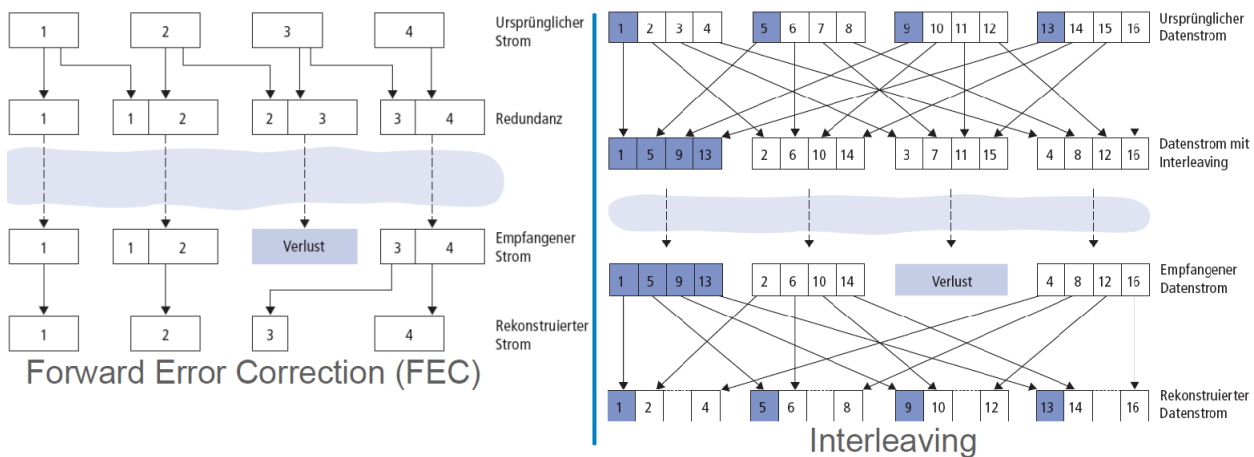 1 2 3 4 Ursprünglicher
Strom
1 1 2 2 3 3 4 Redundanz
1 1 2 Verlust 3 4 Empfangener
Strom
1 2 3 4 Rekonstruierter
Strom
Forward Error Correction (FEC)
1 2 3 4 5 6 7 8 9 10 11 12 13 14 15 16 Ursprünglicher
Datenstrom
1 5 9 13 2 6 10 14 3 7 11 15 4 8 12 16 Datenstrom mit
Interleaving
1 5 9 13 2 6 10 14 Verlust 4 8 12 16 Empfangener
Datenstrom
1 2 4 5 6 8 9 10 12 13 14 16 Rekonstruierter
Datenstrom
Interleaving